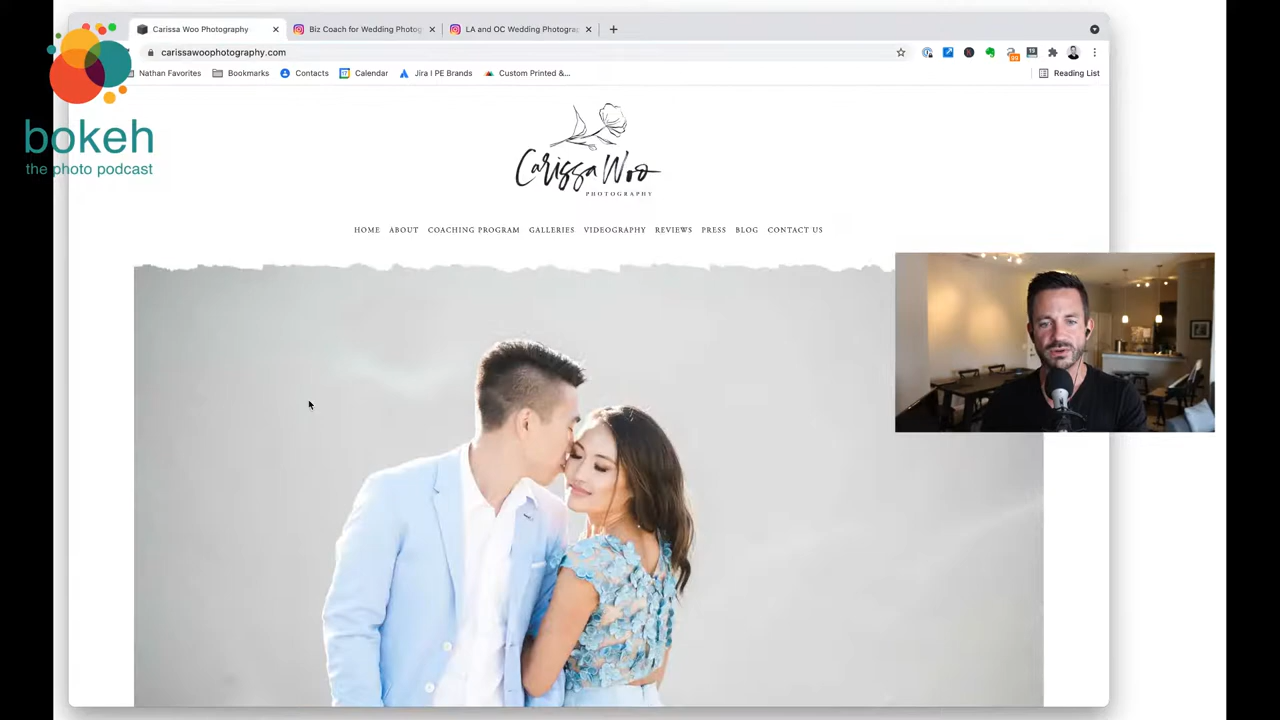 Carissa Woo Photography
Biz Coach for Wedding Photog
LA and OC Wedding Photogra
carissawoophotography.com
Nathan Favorites
Bookmarks
Contacts
Calendar
Jira I PE Brands
Custom Printed &...
Reading List
bokeh
the photo podcast
Carissa Woo
PHOTOGRAPHY
HOME ABOUT COACHING PROGRAM GALLERIES VIDEOGRAPHY REVIEWS PRESS BLOG CONTACT US